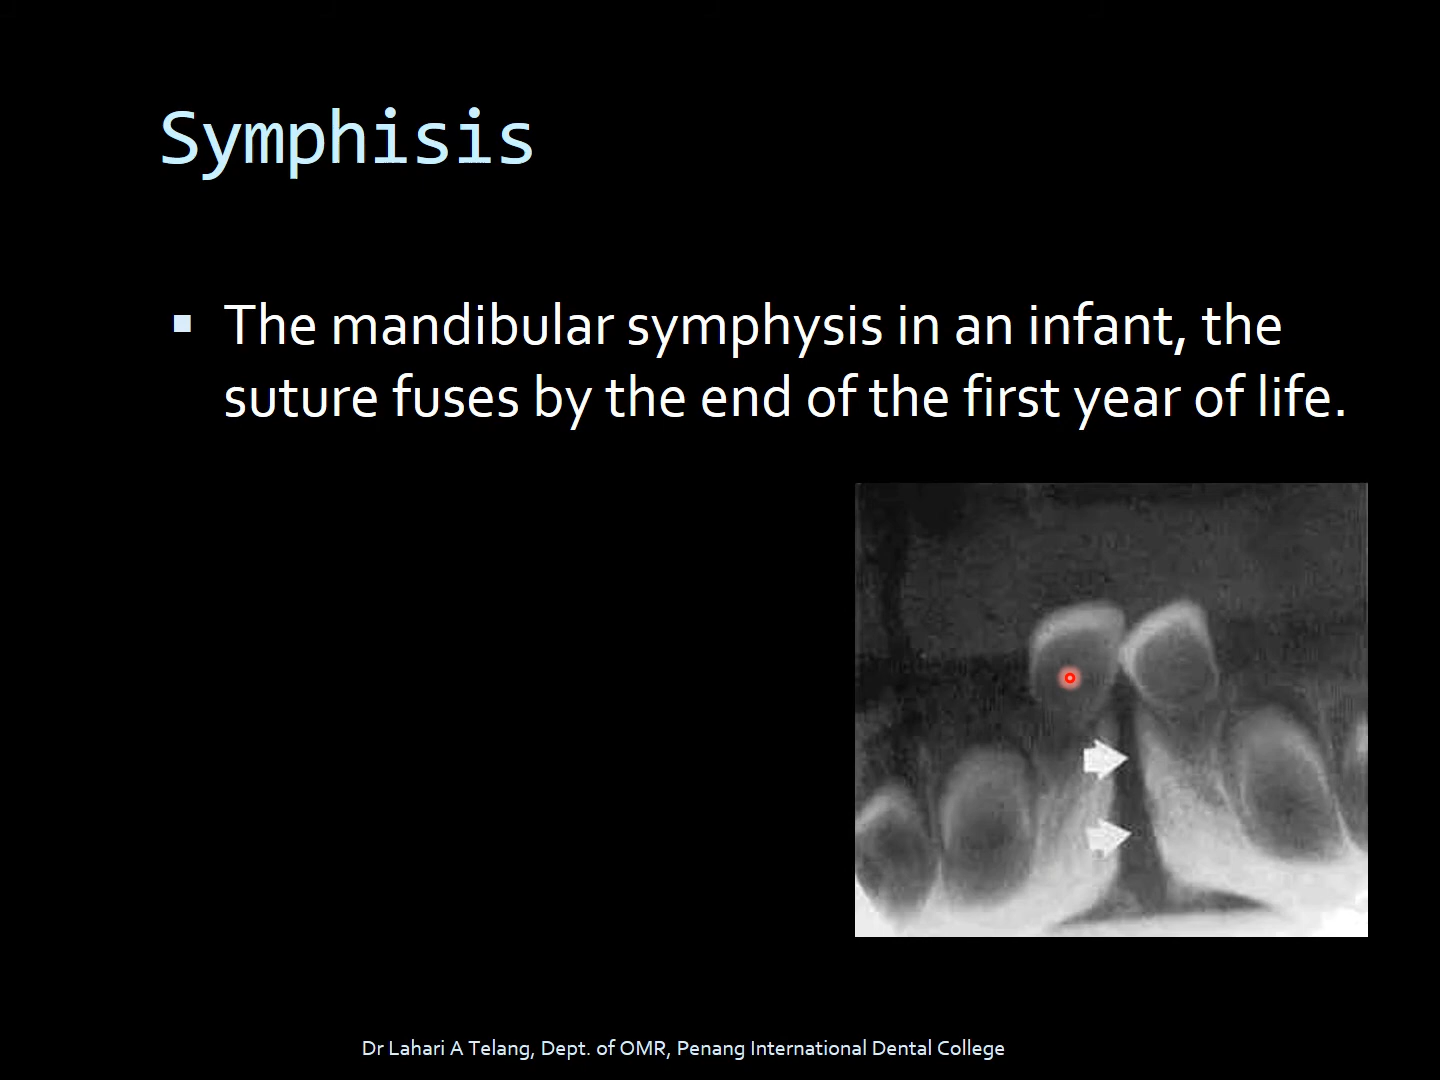 Symphisis
The mandibular symphysis in an infant, the
suture fuses by the end of the first year of life.
Dr Lahari A Telang, Dept. of OMR, Penang International Dental College